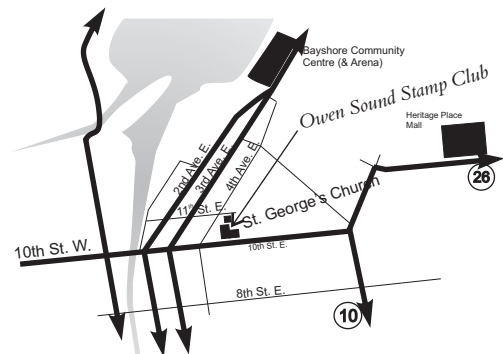 Bayshore Community
Centre (& Arena)
Owen Sound Stamp Club
Heritage Place
Mall
2nd Ave. E.
3rd Ave. E.
4th Ave. E.
26
11th St. E.
St. George's Church
10th St. W.
10th St. E.
8th St. E.
10